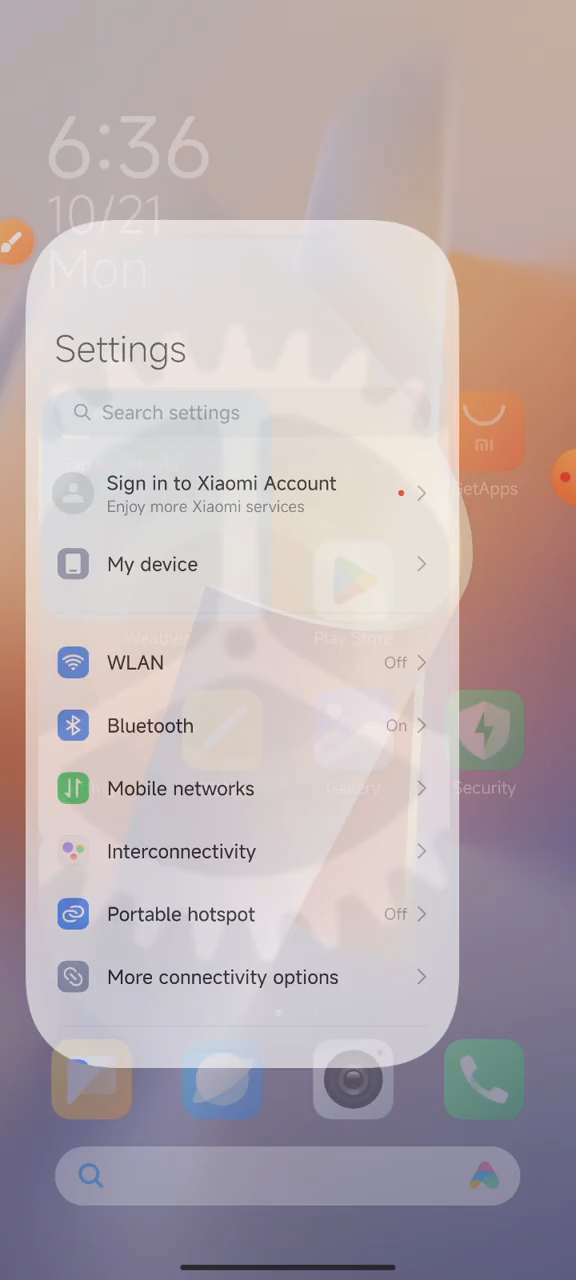 6:36
10/21
Mon
Settings
Search settings
Sign in to Xiaomi Account
Enjoy more Xiaomi services
GetApps
My device
Weather
Play Store
WLAN
Off
Bluetooth
On
Mobile networks
Gallery
Security
Interconnectivity
Portable hotspot
Off
More connectivity options